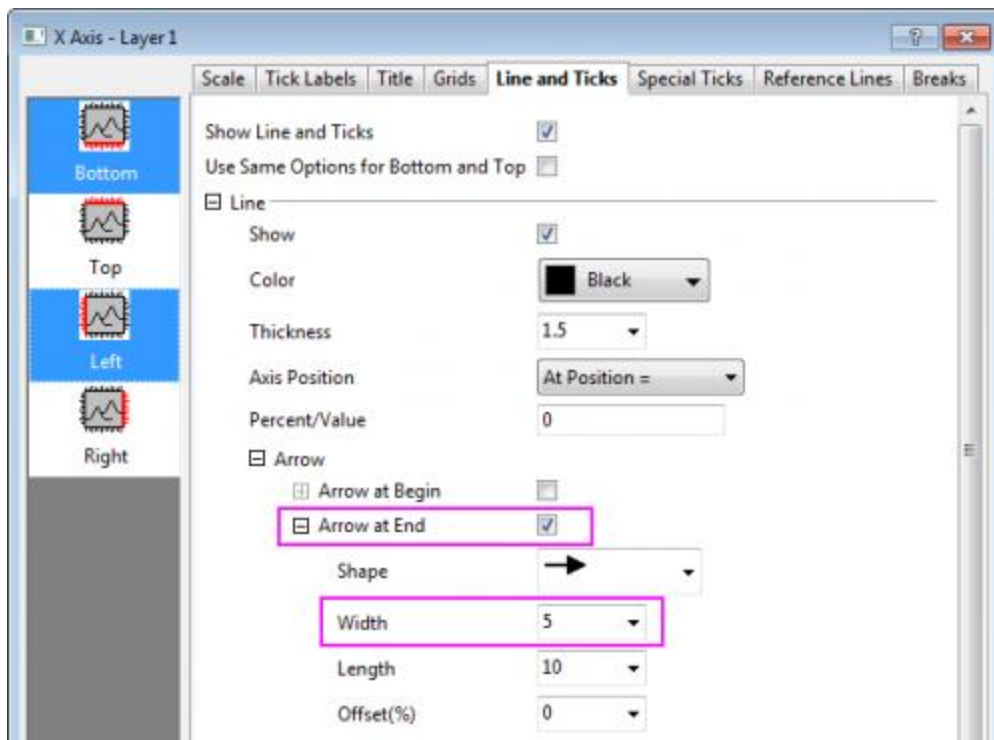 X Axis - Layer 1
Scale Tick Labels Title Grids Line and Ticks Special Ticks Reference Lines Breaks
Bottom
Top
Left
Right
Show Line and Ticks
Use Same Options for Bottom and Top
Line
Show
Color Black
Thickness 1.5
Axis Position At Position =
Percent/Value 0
Arrow
Arrow at Begin
Arrow at End
Shape
Width 5
Length 10
Offset(%) 0